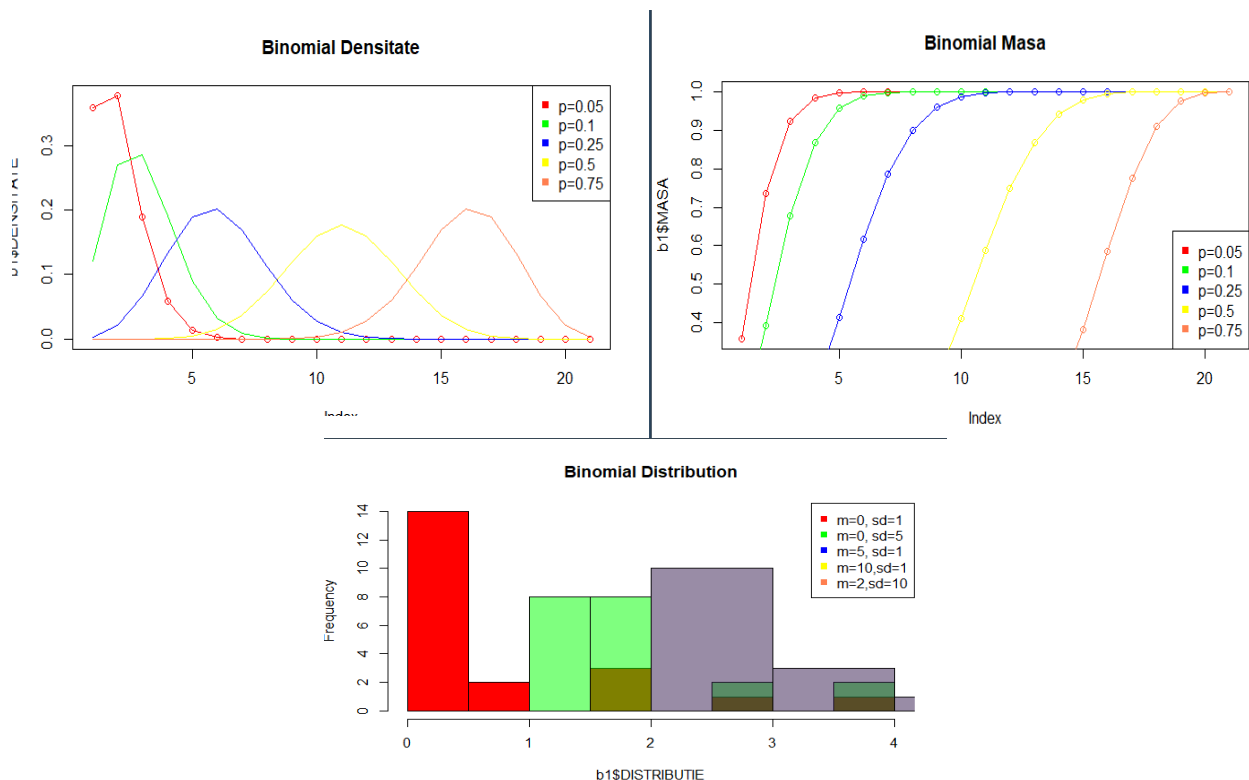 Binomial Densitate
b1$DENSITATE
0.0 0.1 0.2 0.3
p=0.05
p=0.1
p=0.25
p=0.5
p=0.75
5 10 15 20
Index
Binomial Masa
b1$MASA
0.4 0.5 0.6 0.7 0.8 0.9 1.0
p=0.05
p=0.1
p=0.25
p=0.5
p=0.75
5 10 15 20
Index
Binomial Distribution
Frequency
0 2 4 6 8 10 12 14
m=0, sd=1
m=0, sd=5
m=5, sd=1
m=10,sd=1
m=2,sd=10
0 1 2 3 4
b1$DISTRIBUTIE